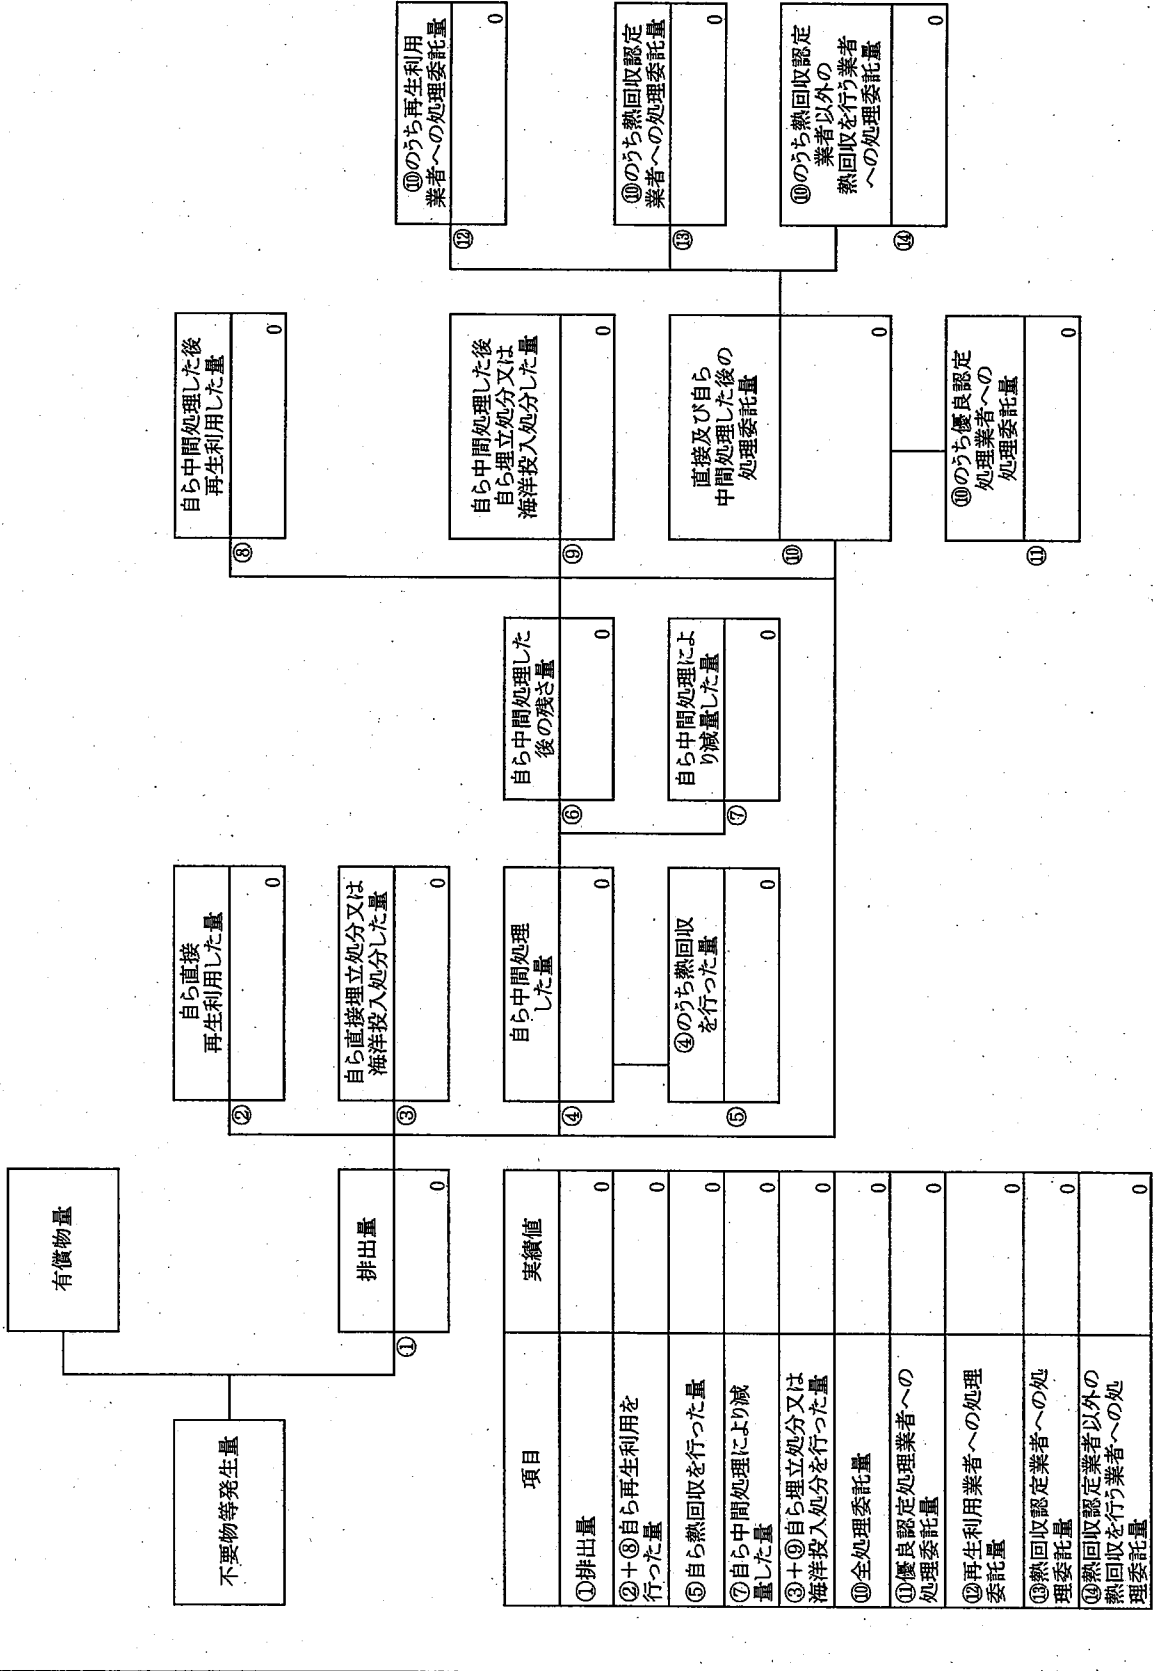 不要物等発生量
有償物量
①
排出量
0
②
自ら直接
再生利用した量
0
③
自ら直接埋立処分又は
海洋投入処分した量
0
④
自ら中間処理
した量
0
⑤
④のうち熱回収
を行った量
0
⑥
自ら中間処理した
後の残さ量
0
⑦
自ら中間処理によ
り減量した量
0
⑧
自ら中間処理した後
再生利用した量
0
⑨
自ら中間処理した後
自ら埋立処分又は
海洋投入処分した量
0
⑩
直接及び自ら
中間処理した後の
処理委託量
0
⑪
⑩のうち優良認定
処理業者への
処理委託量
0
⑫
⑩のうち再生利用
業者への処理委託量
0
⑬
⑩のうち熱回収認定
業者への処理委託量
0
⑭
⑩のうち熱回収認定
業者以外の
熱回収を行う業者
への処理委託量
0
項目 実績値
①排出量 0
②+⑧自ら再生利用を
行った量 0
⑤自ら熱回収を行った量 0
⑦自ら中間処理により減
量した量 0
③+⑨自ら埋立処分又は
海洋投入処分を行った量 0
⑩全処理委託量 0
⑪優良認定処理業者への
処理委託量 0
⑫再生利用業者への処理
委託量 0
⑬熱回収認定業者への処
理委託量 0
⑭熱回収認定業者以外の
熱回収を行う業者への処
理委託量 0